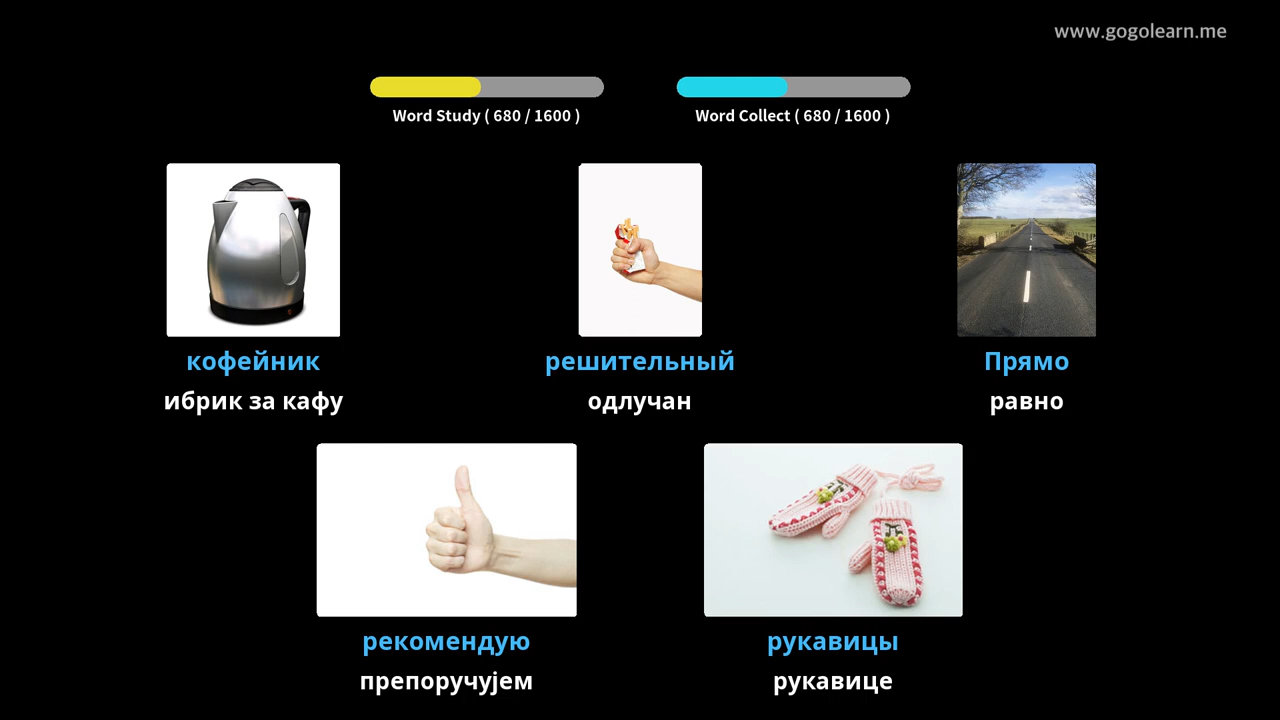 www.gogolearn.me
Word Study ( 680 / 1600 )
Word Collect ( 680 / 1600 )
кофейник
ибрик за кафу
решительный
одлучан
Прямо
равно
рекомендую
препоручујем
рукавицы
рукавице